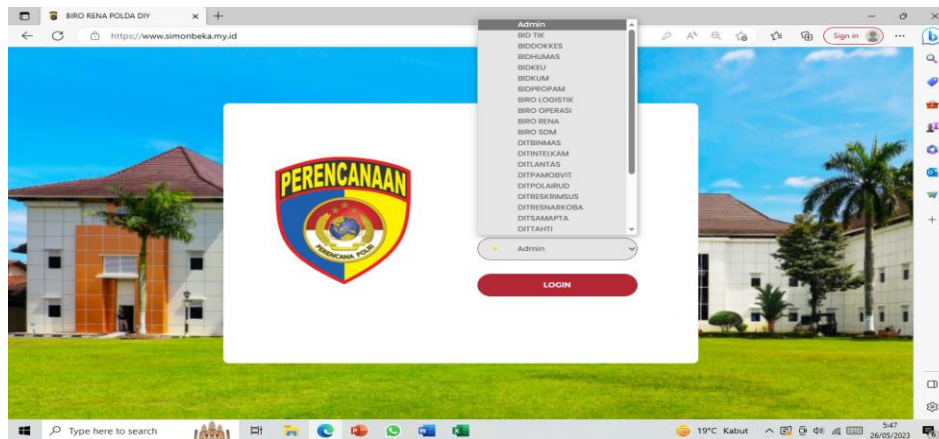 BIRO RENA POLDA DIY
https://www.simonbeka.my.id
Sign in
Admin
BID TIK
BIDDOKKES
BIDHUMAS
BIDKEU
BIDKUM
BIDPROPAM
BIRO LOGISTIK
BIRO OPERASI
BIRO RENA
BIRO SDM
DITBINMAS
DITINTELKAM
DITLANTAS
DITPAMOBVIT
DITPOLAIRUD
DITRESKRIMSUS
DITRESNARKOBA
DITSAMAPTA
DITTAHTI
PERENCANAAN
Admin
LOGIN
Type here to search
19°C Kabut
5:47
26/05/2023